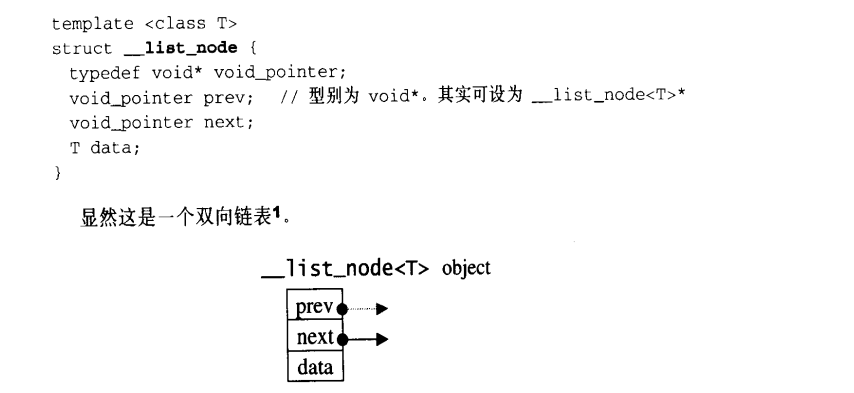 template <class T>
struct __list_node {
typedef void* void_pointer;
void_pointer prev; // 型别为 void*。其实可设为 __list_node<T>*
void_pointer next;
T data;
}
显然这是一个双向链表1。
__list_node<T> object
prev
next
data